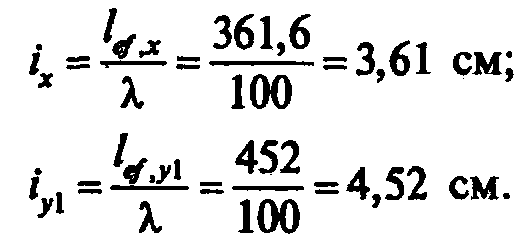 i_x = l_ef,x / λ = 361,6 / 100 = 3,61 см;
i_y1 = l_ef,y1 / λ = 452 / 100 = 4,52 см.